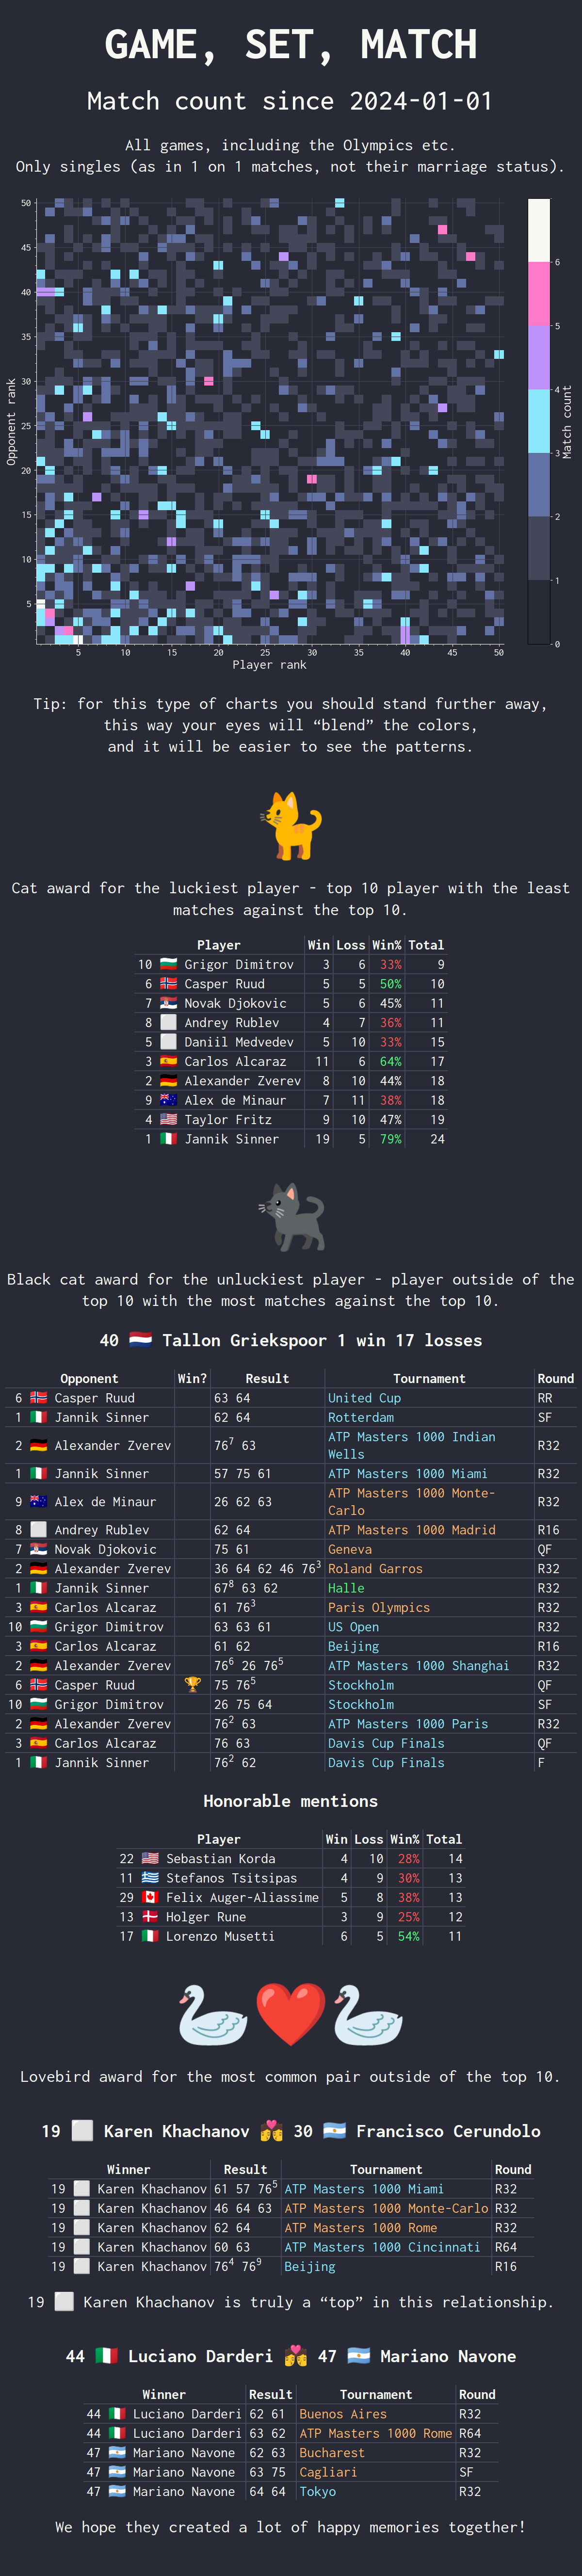 GAME, SET, MATCH
Match count since 2024-01-01
All games, including the Olympics etc.
Only singles (as in 1 on 1 matches, not their marriage status).
50
45
40
35
30
25
20
15
10
5
Opponent rank
5 10 15 20 25 30 35 40 45 50
Player rank
6
5
4
3
2
1
0
Match count
Tip: for this type of charts you should stand further away,
this way your eyes will “blend” the colors,
and it will be easier to see the patterns.
Cat award for the luckiest player - top 10 player with the least
matches against the top 10.
Player Win Loss Win% Total
10 Grigor Dimitrov 3 6 33% 9
6 Casper Ruud 5 5 50% 10
7 Novak Djokovic 5 6 45% 11
8 Andrey Rublev 4 7 36% 11
5 Daniil Medvedev 5 10 33% 15
3 Carlos Alcaraz 11 6 64% 17
2 Alexander Zverev 8 10 44% 18
9 Alex de Minaur 7 11 38% 18
4 Taylor Fritz 9 10 47% 19
1 Jannik Sinner 19 5 79% 24
Black cat award for the unluckiest player - player outside of the
top 10 with the most matches against the top 10.
40 Tallon Griekspoor 1 win 17 losses
Opponent Win? Result Tournament Round
6 Casper Ruud 63 64 United Cup RR
1 Jannik Sinner 62 64 Rotterdam SF
2 Alexander Zverev 76⁷ 63 ATP Masters 1000 Indian
Wells R32
1 Jannik Sinner 57 75 61 ATP Masters 1000 Miami R32
9 Alex de Minaur 26 62 63 ATP Masters 1000 Monte-
Carlo R32
8 Andrey Rublev 62 64 ATP Masters 1000 Madrid R16
7 Novak Djokovic 75 61 Geneva QF
2 Alexander Zverev 36 64 62 46 76³ Roland Garros R32
1 Jannik Sinner 67⁸ 63 62 Halle R32
3 Carlos Alcaraz 61 76³ Paris Olympics R32
10 Grigor Dimitrov 63 63 61 US Open R32
3 Carlos Alcaraz 61 62 Beijing R16
2 Alexander Zverev 76⁶ 26 76⁵ ATP Masters 1000 Shanghai R32
6 Casper Ruud 🏆 75 76⁵ Stockholm QF
10 Grigor Dimitrov 26 75 64 Stockholm SF
2 Alexander Zverev 76² 63 ATP Masters 1000 Paris R32
3 Carlos Alcaraz 76 63 Davis Cup Finals QF
1 Jannik Sinner 76² 62 Davis Cup Finals F
Honorable mentions
Player Win Loss Win% Total
22 Sebastian Korda 4 10 28% 14
11 Stefanos Tsitsipas 4 9 30% 13
29 Felix Auger-Aliassime 5 8 38% 13
13 Holger Rune 3 9 25% 12
17 Lorenzo Musetti 6 5 54% 11
Lovebird award for the most common pair outside of the top 10.
19 Karen Khachanov 30 Francisco Cerundolo
Winner Result Tournament Round
19 Karen Khachanov 61 57 76⁵ ATP Masters 1000 Miami R32
19 Karen Khachanov 46 64 63 ATP Masters 1000 Monte-Carlo R32
19 Karen Khachanov 62 64 ATP Masters 1000 Rome R32
19 Karen Khachanov 60 63 ATP Masters 1000 Cincinnati R64
19 Karen Khachanov 76⁴ 76⁹ Beijing R16
19 Karen Khachanov is truly a “top” in this relationship.
44 Luciano Darderi 47 Mariano Navone
Winner Result Tournament Round
44 Luciano Darderi 62 61 Buenos Aires R32
44 Luciano Darderi 63 62 ATP Masters 1000 Rome R64
47 Mariano Navone 62 63 Bucharest R32
47 Mariano Navone 63 75 Cagliari SF
47 Mariano Navone 64 64 Tokyo R32
We hope they created a lot of happy memories together!